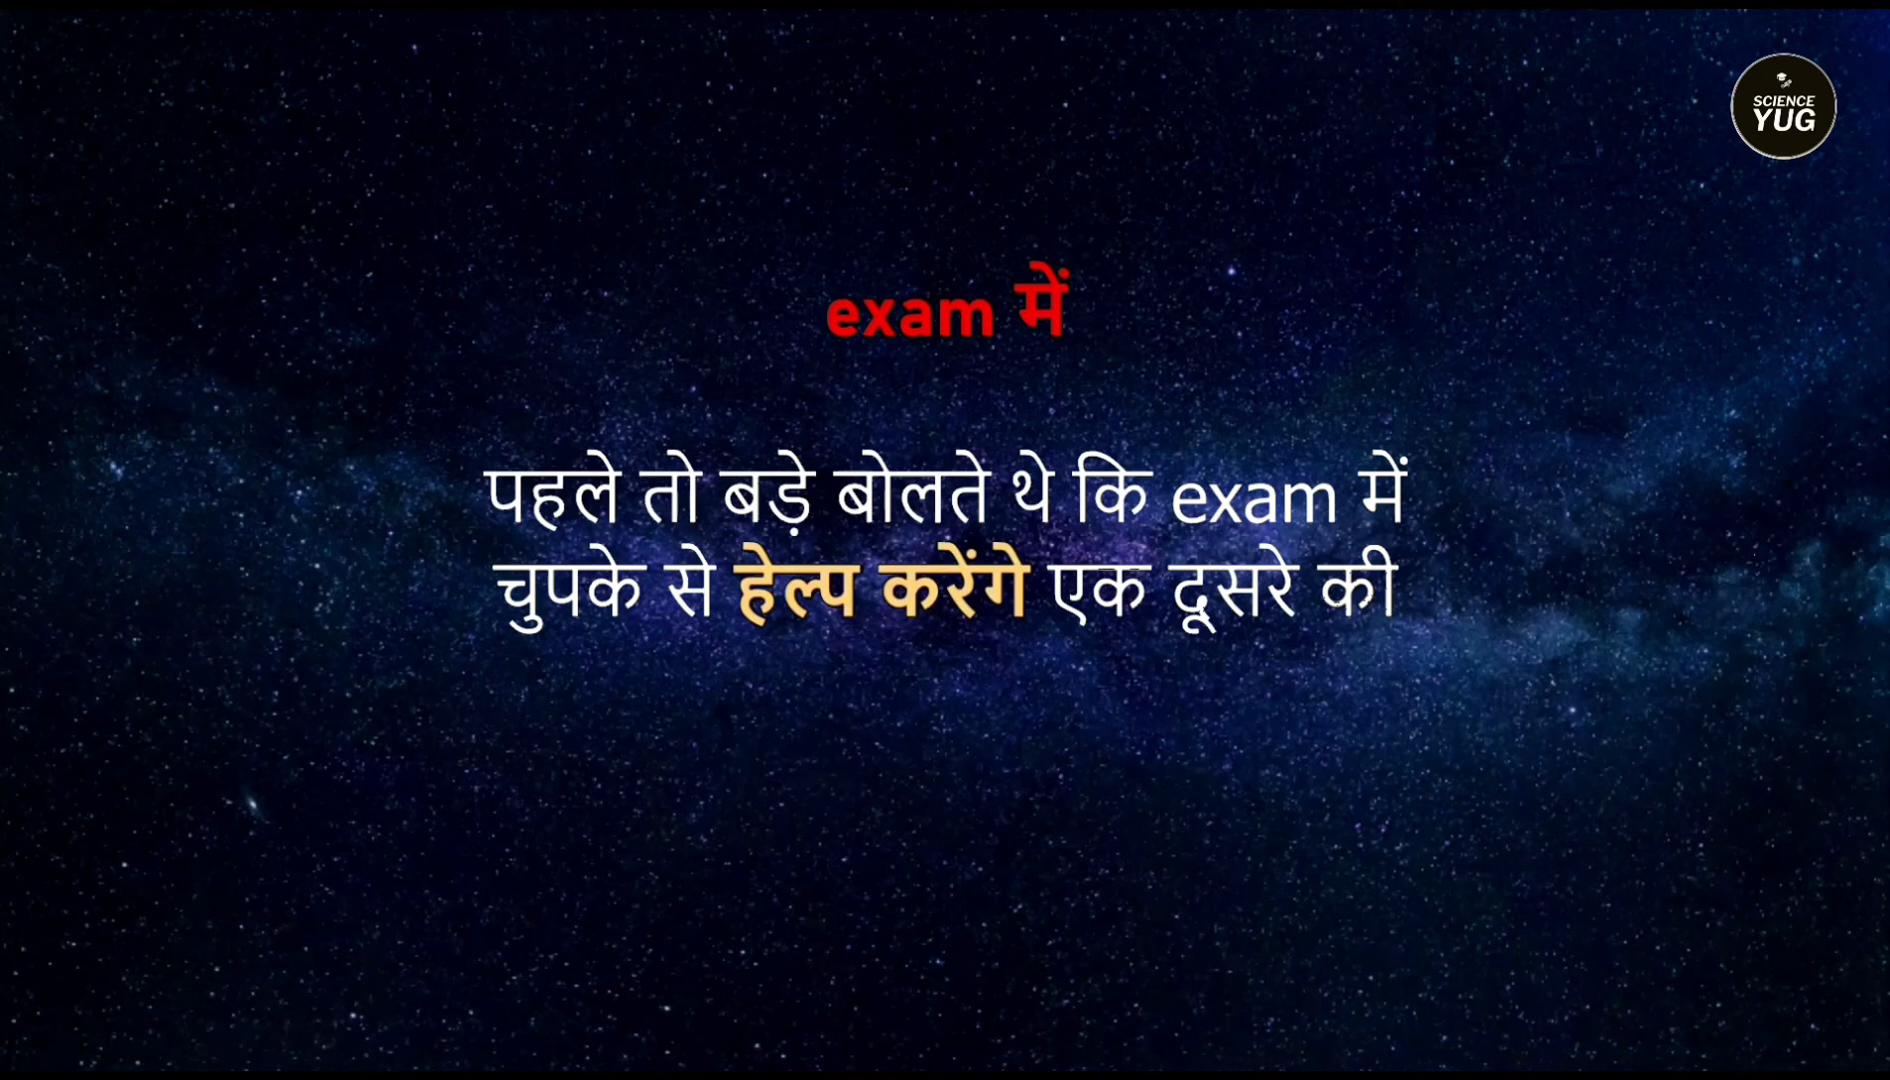 SCIENCE
YUG
exam में
पहले तो बड़े बोलते थे कि exam में
चुपके से हेल्प करेंगे एक दूसरे की